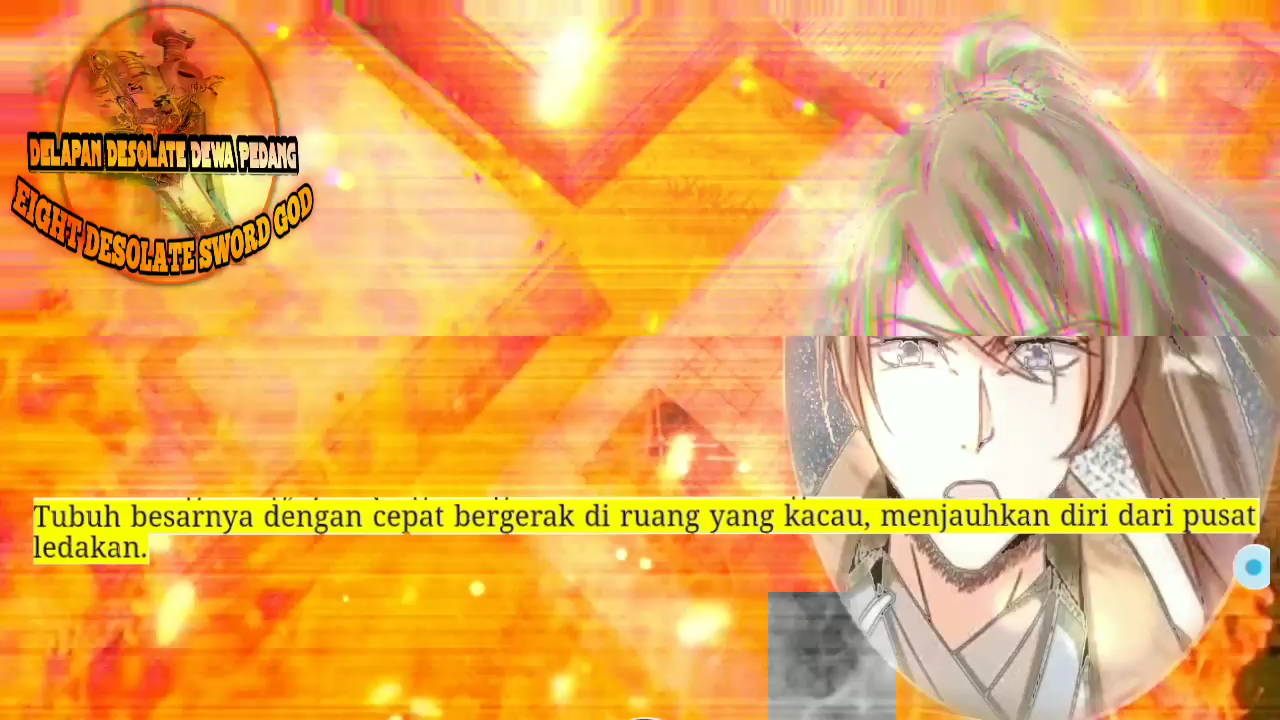 DELAPAN DESOLATE DEWA PEDANG
EIGHT DESOLATE SWORD GOD
Tubuh besarnya dengan cepat bergerak di ruang yang kacau, menjauhkan diri dari pusat
ledakan.